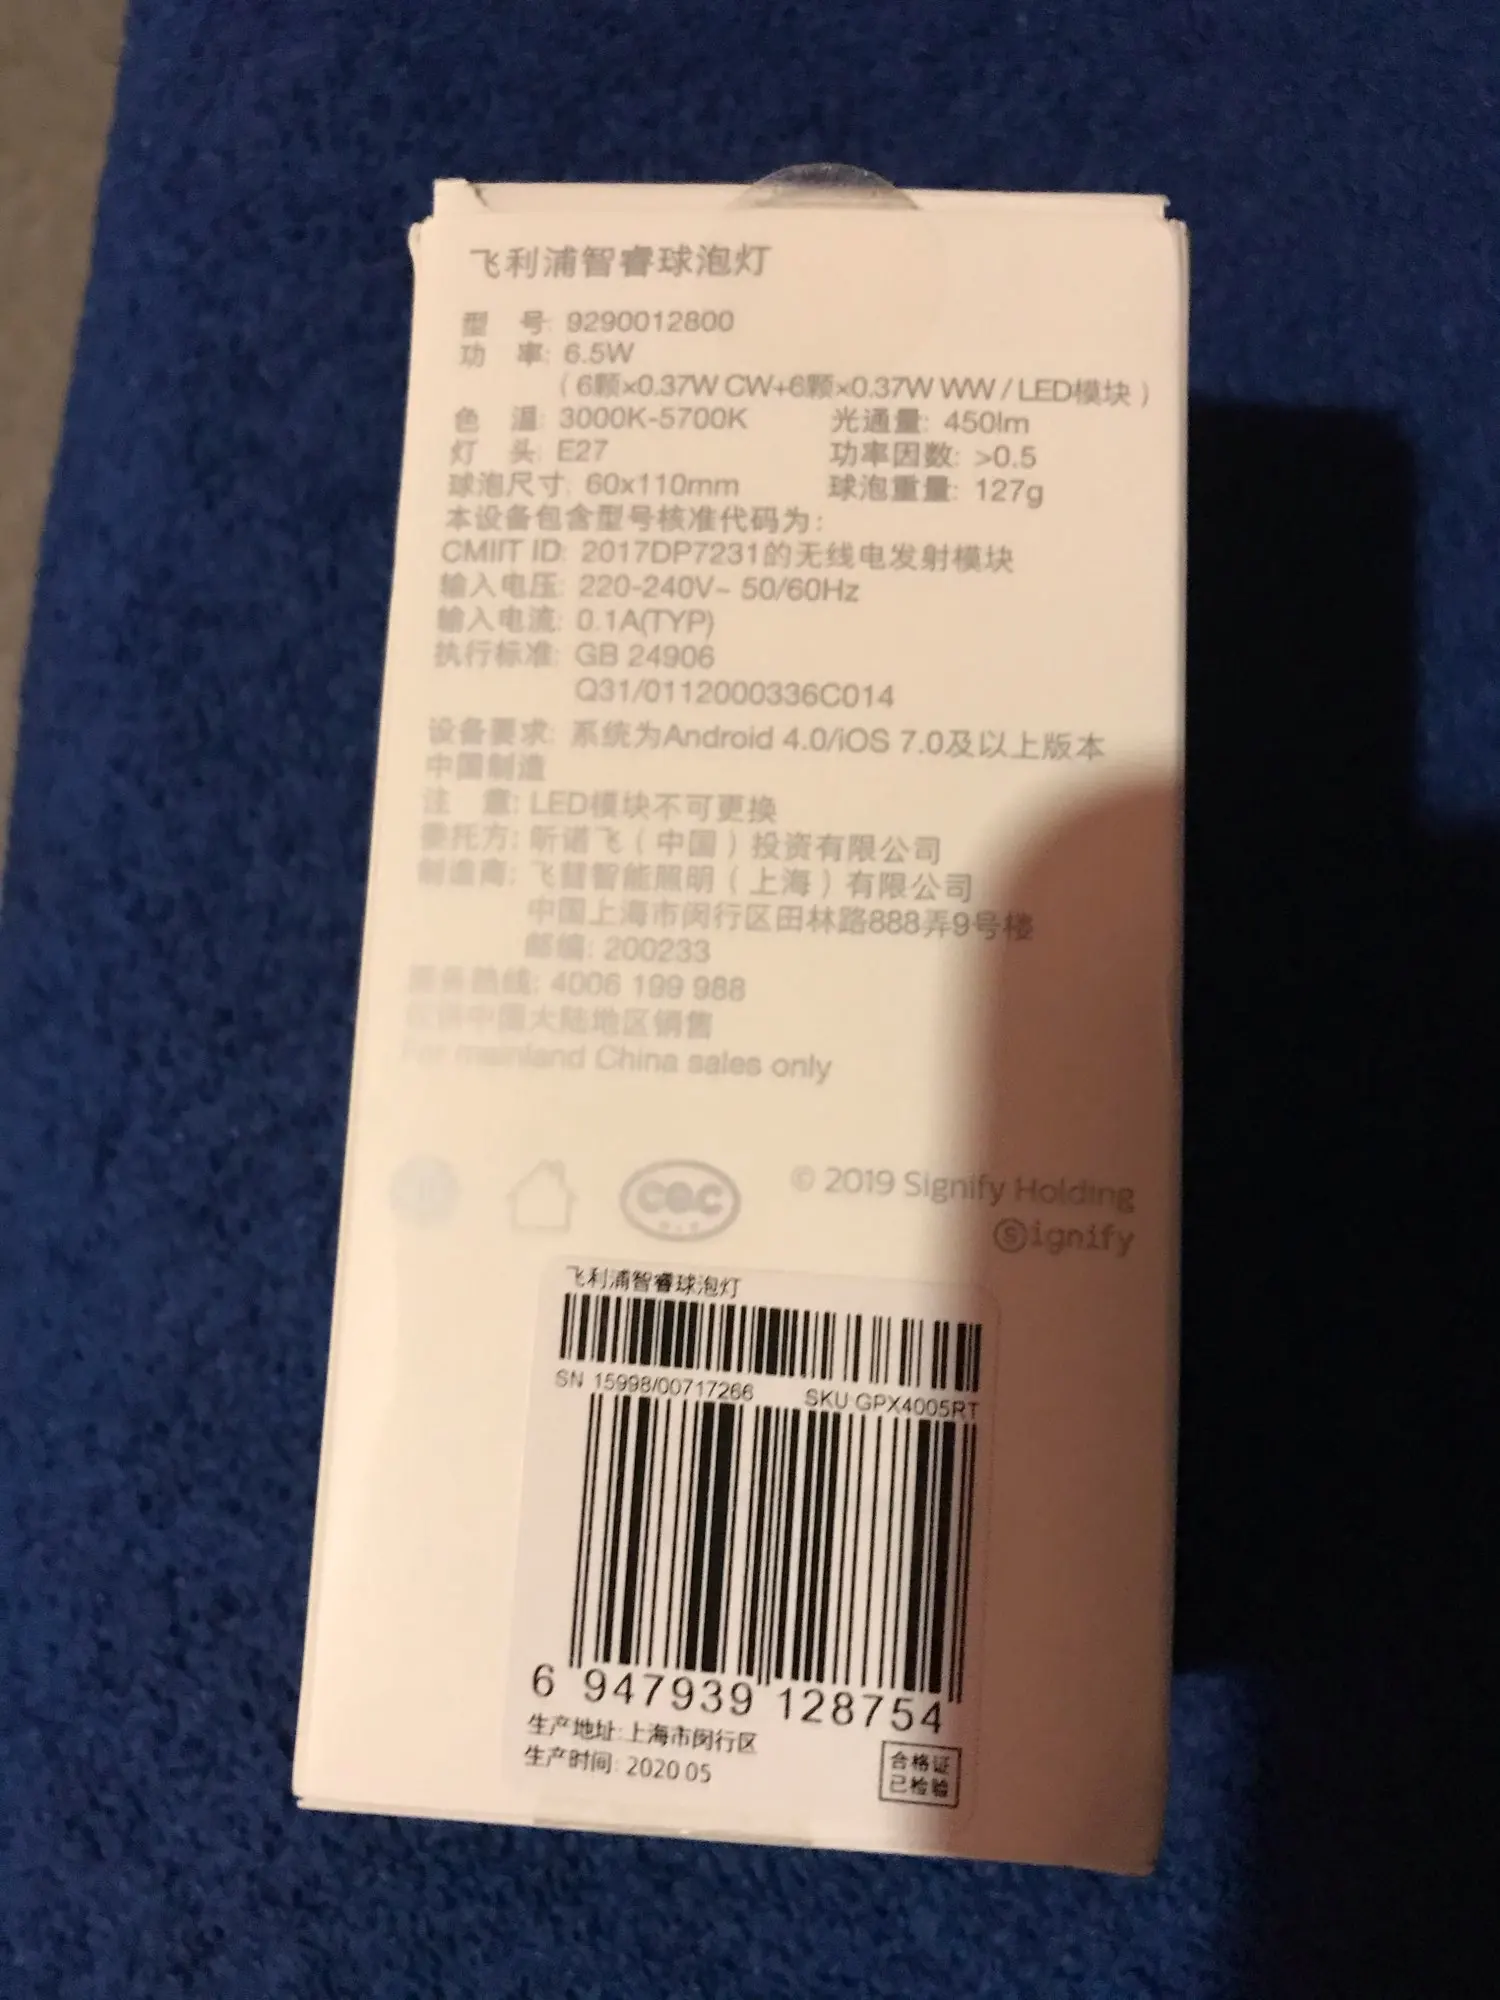 飞利浦智睿球泡灯
型 号: 9290012800
功 率: 6.5W
（6颗×0.37W CW+6颗×0.37W WW / LED模块）
色 温: 3000K-5700K 光通量: 450lm
灯 头: E27 功率因数: >0.5
球泡尺寸: 60x110mm 球泡重量: 127g
本设备包含型号核准代码为:
CMIIT ID: 2017DP7231的无线电发射模块
输入电压: 220-240V~ 50/60Hz
输入电流: 0.1A(TYP)
执行标准: GB 24906
Q31/0112000336C014
设备要求: 系统为Android 4.0/iOS 7.0及以上版本
中国制造
注 意: LED模块不可更换
委托方: 昕诺飞（中国）投资有限公司
制造商: 飞彗智能照明（上海）有限公司
中国上海市闵行区田林路888弄9号楼
邮编: 200233
服务热线: 4006 199 988
中国大陆地区销售
For mainland China sales only
CQC
© 2019 Signify Holding
Signify
飞利浦智睿球泡灯
SN 15998/00717266 SKU GPX4005RT
6 947939 128754
生产地址: 上海市闵行区
生产时间: 2020 05
合格证
已检验